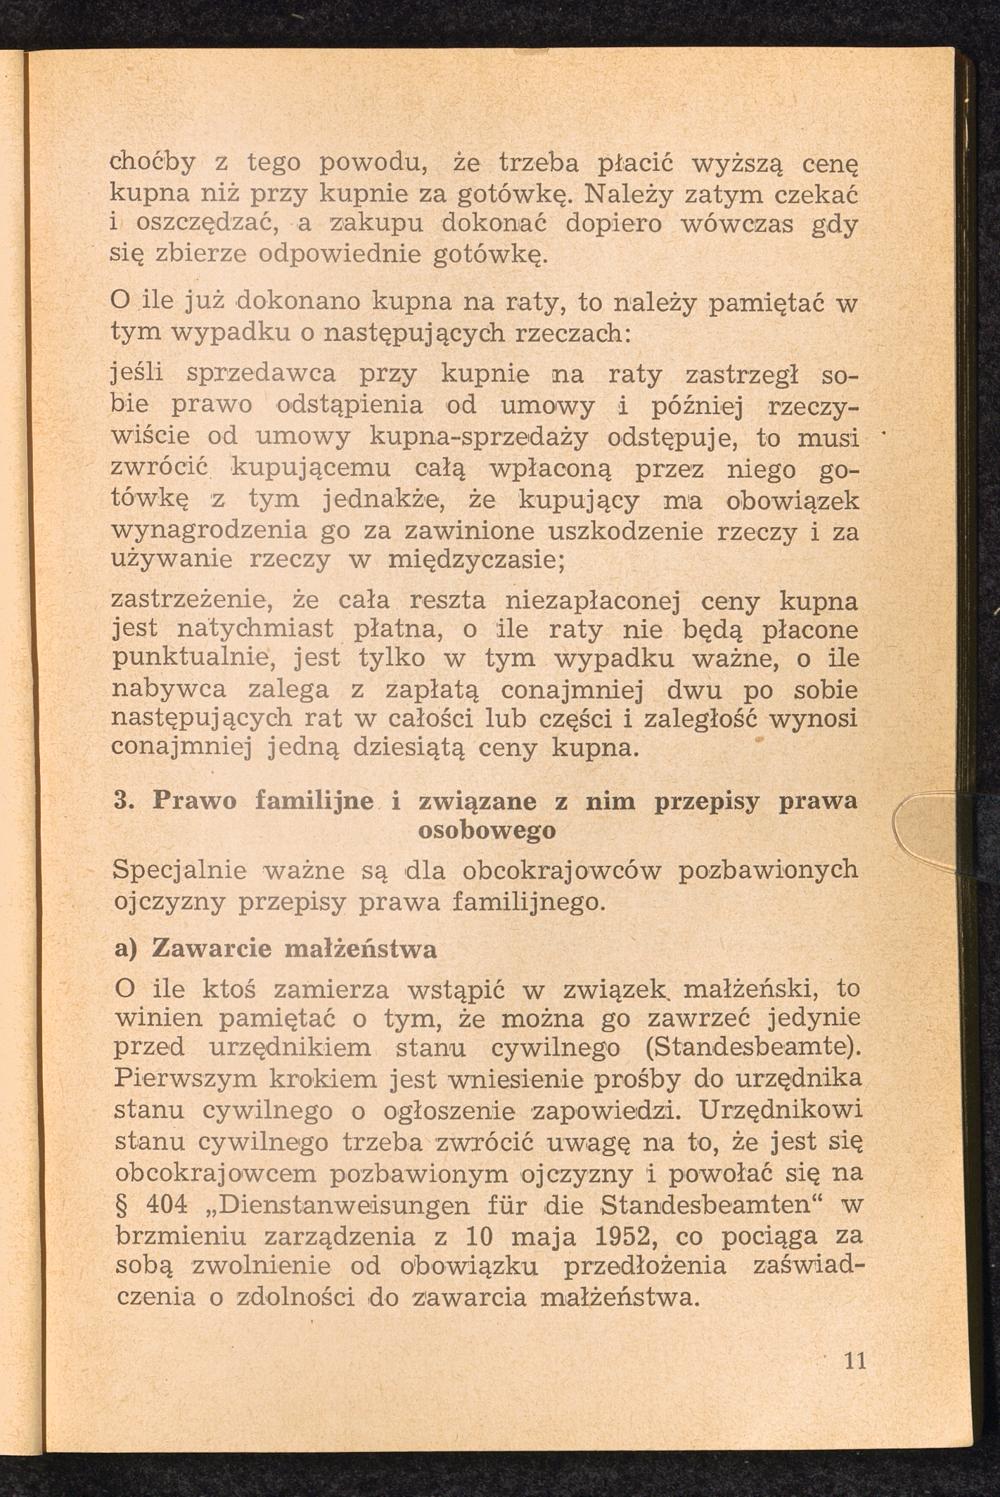 choćby z tego powodu, że trzeba płacić wyższą cenę
kupna niż przy kupnie za gotówkę. Należy zatym czekać
i oszczędzać, a zakupu dokonać dopiero wówczas gdy
się zbierze odpowiednie gotówkę.
O ile już dokonano kupna na raty, to należy pamiętać w
tym wypadku o następujących rzeczach:
jeśli sprzedawca przy kupnie na raty zastrzegł so-
bie prawo odstąpienia od umowy i później rzeczy-
wiście od umowy kupna-sprzedaży odstępuje, to musi
zwrócić kupującemu całą wpłaconą przez niego go-
tówkę z tym jednakże, że kupujący ma obowiązek
wynagrodzenia go za zawinione uszkodzenie rzeczy i za
używanie rzeczy w międzyczasie;
zastrzeżenie, że cała reszta niezapłaconej ceny kupna
jest natychmiast płatna, o ile raty nie będą płacone
punktualnie, jest tylko w tym wypadku ważne, o ile
nabywca zalega z zapłatą conajmniej dwu po sobie
następujących rat w całości lub części i zaległość wynosi
conajmniej jedną dziesiątą ceny kupna.
3. Prawo familijne i związane z nim przepisy prawa
osobowego
Specjalnie ważne są dla obcokrajowców pozbawionych
ojczyzny przepisy prawa familijnego.
a) Zawarcie małżeństwa
O ile ktoś zamierza wstąpić w związek małżeński, to
winien pamiętać o tym, że można go zawrzeć jedynie
przed urzędnikiem stanu cywilnego (Standesbeamte).
Pierwszym krokiem jest wniesienie prośby do urzędnika
stanu cywilnego o ogłoszenie zapowiedzi. Urzędnikowi
stanu cywilnego trzeba zwrócić uwagę na to, że jest się
obcokrajowcem pozbawionym ojczyzny i powołać się na
§ 404 „Dienstanweisungen für die Standesbeamten“ w
brzmieniu zarządzenia z 10 maja 1952, co pociąga za
sobą zwolnienie od obowiązku przedłożenia zaświad-
czenia o zdolności do zawarcia małżeństwa.
11